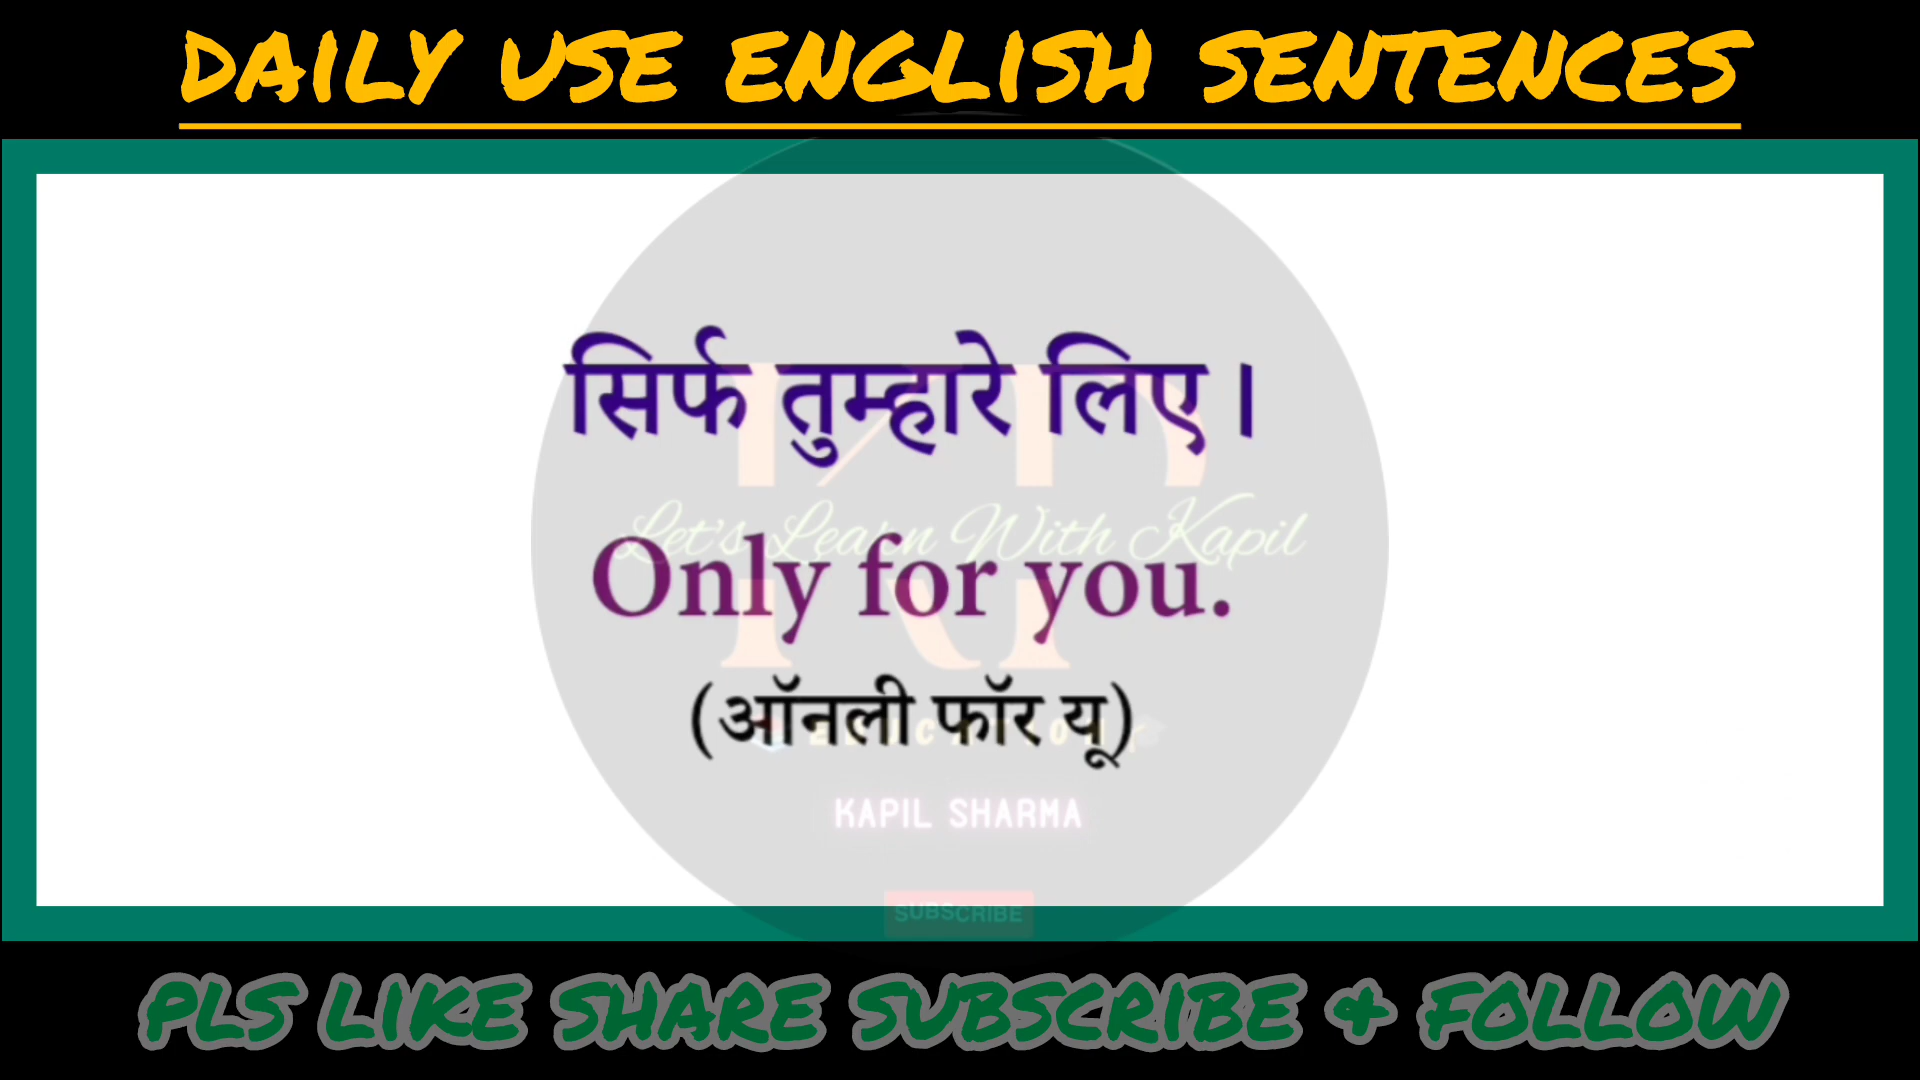 DAILY USE ENGLISH SENTENCES
सिर्फ तुम्हारे लिए ।
Let's Learn With Kapil
Only for you.
(ऑनली फॉर यू)
EDUCATION
KAPIL SHARMA
SUBSCRIBE
PLS LIKE SHARE SUBSCRIBE & FOLLOW